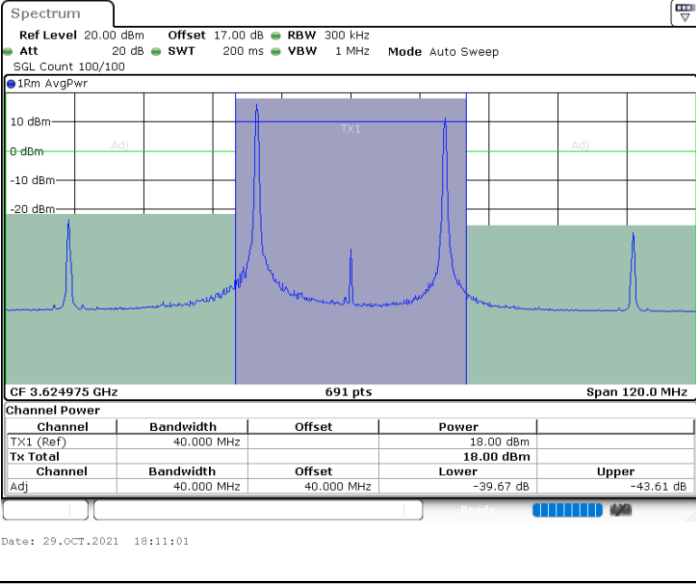 Spectrum
Ref Level 20.00 dBm Offset 17.00 dB RBW 300 kHz
Att 20 dB SWT 200 ms VBW 1 MHz Mode Auto Sweep
SGL Count 100/100
1Rm AvgPwr
10 dBm
TX1
Adj
Adj
0 dBm
-10 dBm
-20 dBm
CF 3.624975 GHz 691 pts Span 120.0 MHz
Channel Power
Channel Bandwidth Offset Power
TX1 (Ref) 40.000 MHz 18.00 dBm
Tx Total 18.00 dBm
Channel Bandwidth Offset Lower Upper
Adj 40.000 MHz 40.000 MHz -39.67 dB -43.61 dB
Ready
Date: 29.OCT.2021 18:11:01